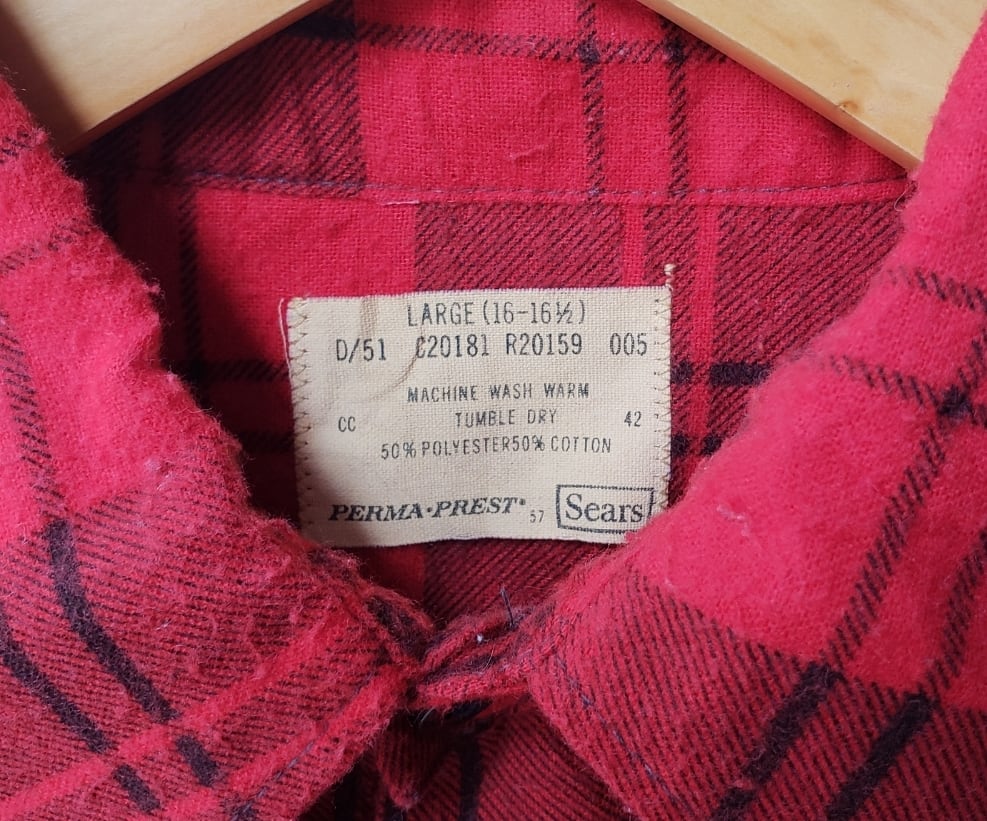 LARGE (16-16½)
D/51 C20181 R20159 005
MACHINE WASH WARM
CC TUMBLE DRY 42
50% POLYESTER50% COTTON
PERMA·PREST® 57 Sears